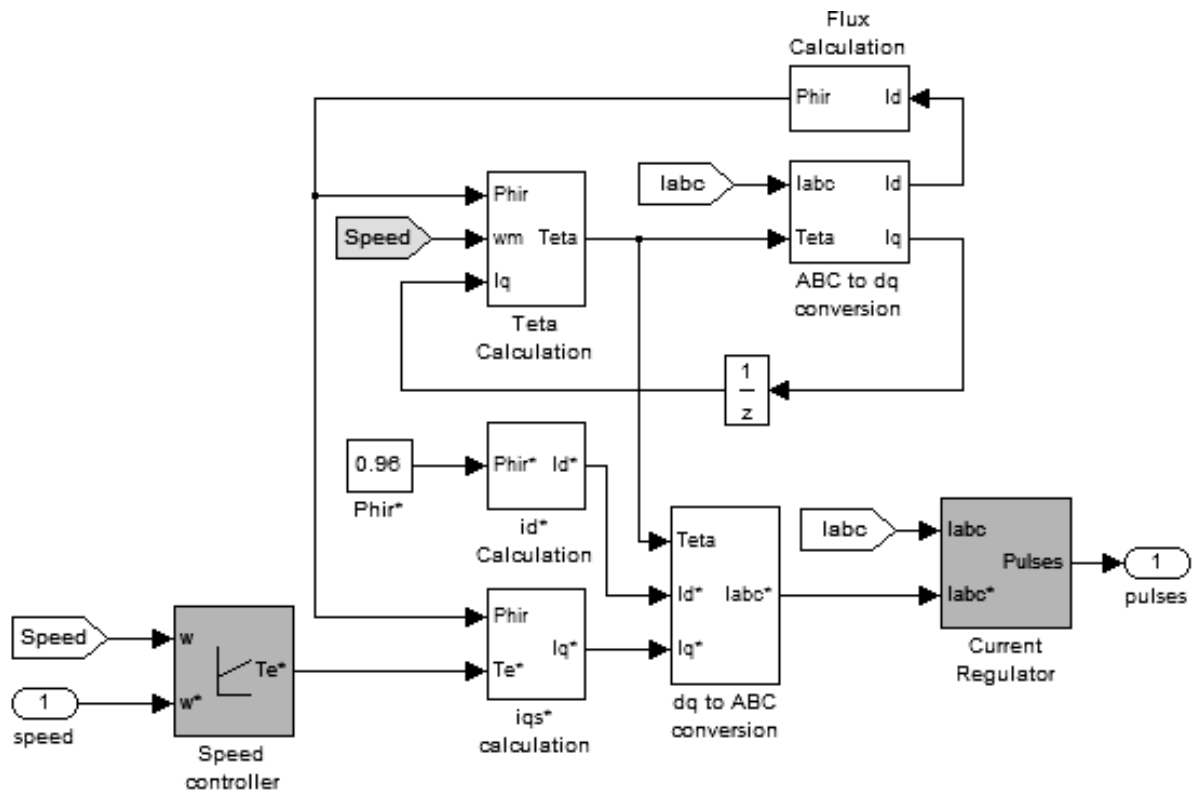 Flux
Calculation
Phir Id
Iabc
Iabc Id
Teta Iq
ABC to dq
conversion
Phir
Speed
wm Teta
Iq
Teta
Calculation
1
z
0.96
Phir*
Phir* Id*
id*
Calculation
Teta
Id* Iabc*
Iq*
dq to ABC
conversion
Iabc
Iabc
Pulses
Iabc*
Current
Regulator
1
pulses
Phir
Iq*
Te*
iqs*
calculation
Speed
w
Te*
w*
1
speed
Speed
controller